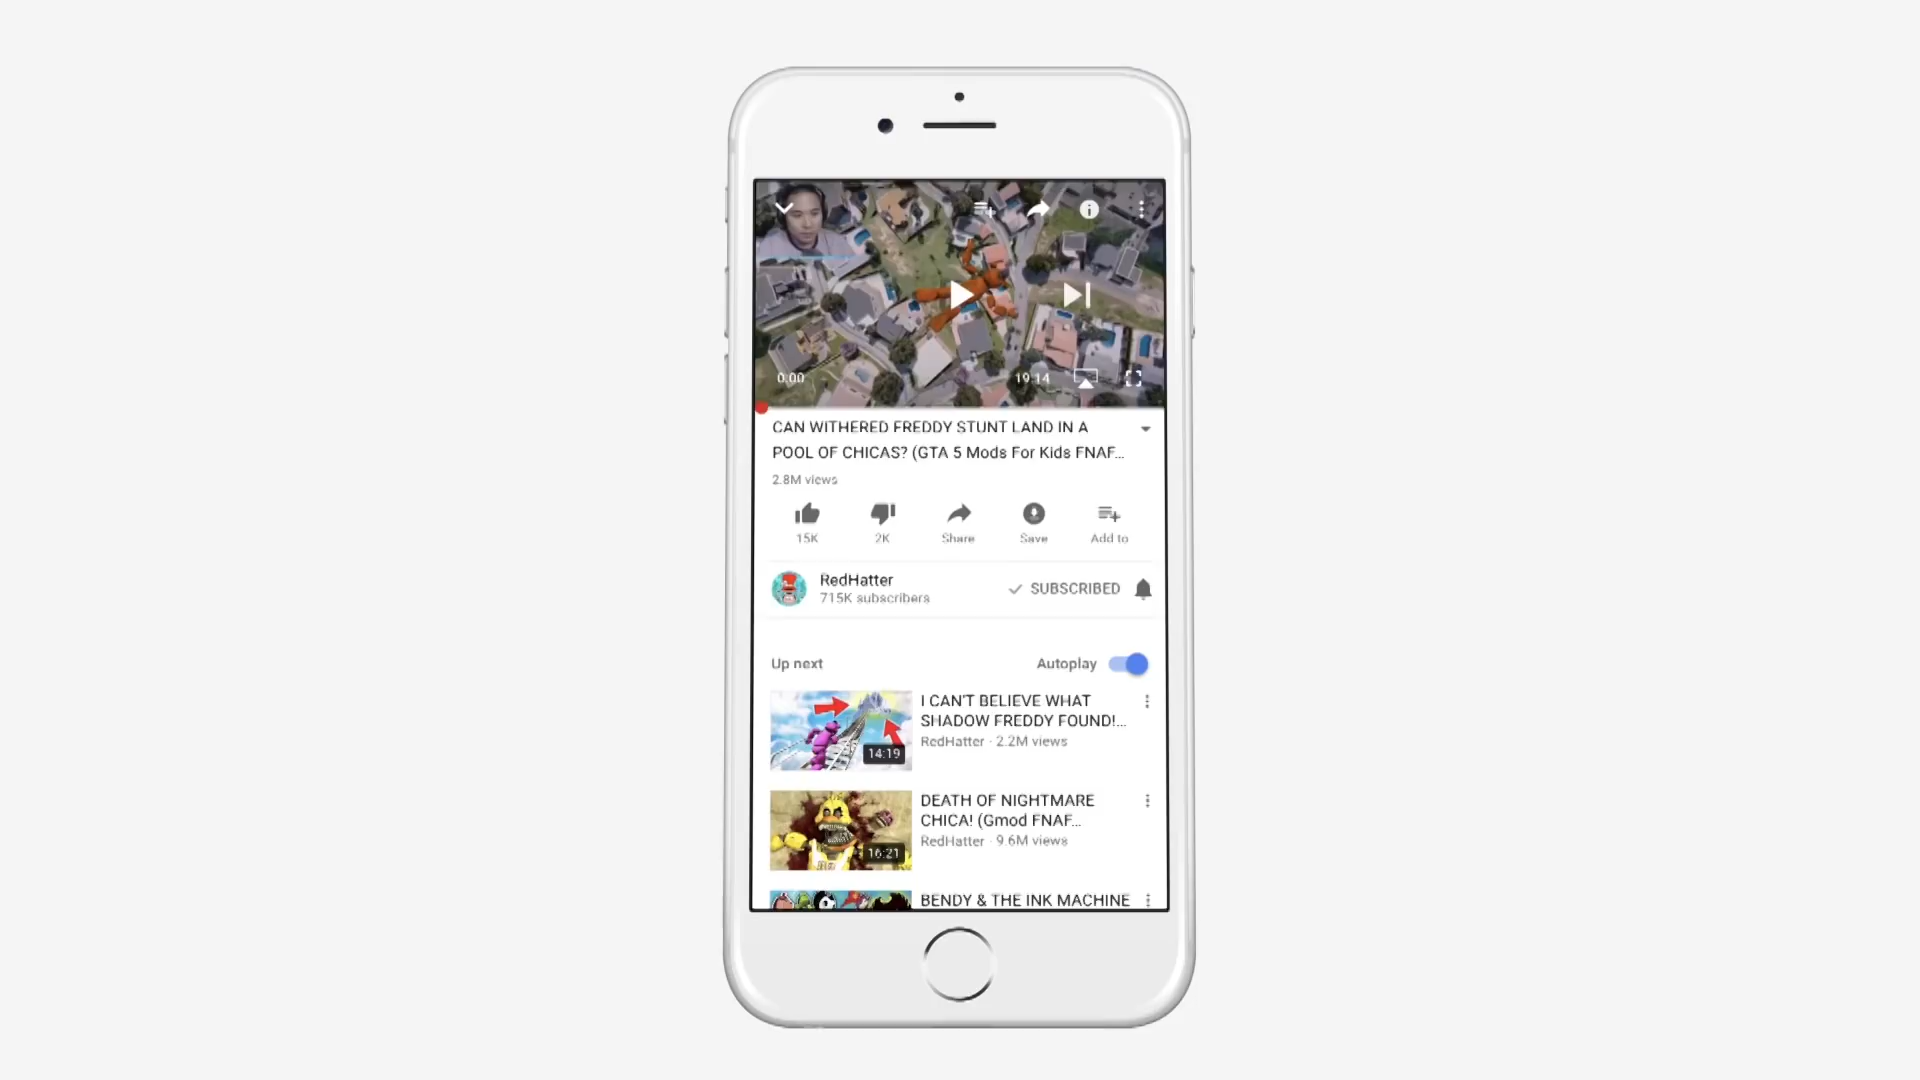 0:00
19:14
CAN WITHERED FREDDY STUNT LAND IN A
POOL OF CHICAS? (GTA 5 Mods For Kids FNAF...
2.8M views
15K
2K
Share
Save
Add to
RedHatter
715K subscribers
SUBSCRIBED
Up next
Autoplay
14:19
I CAN'T BELIEVE WHAT
SHADOW FREDDY FOUND!...
RedHatter · 2.2M views
16:21
DEATH OF NIGHTMARE
CHICA! (Gmod FNAF...
RedHatter · 9.6M views
BENDY & THE INK MACHINE